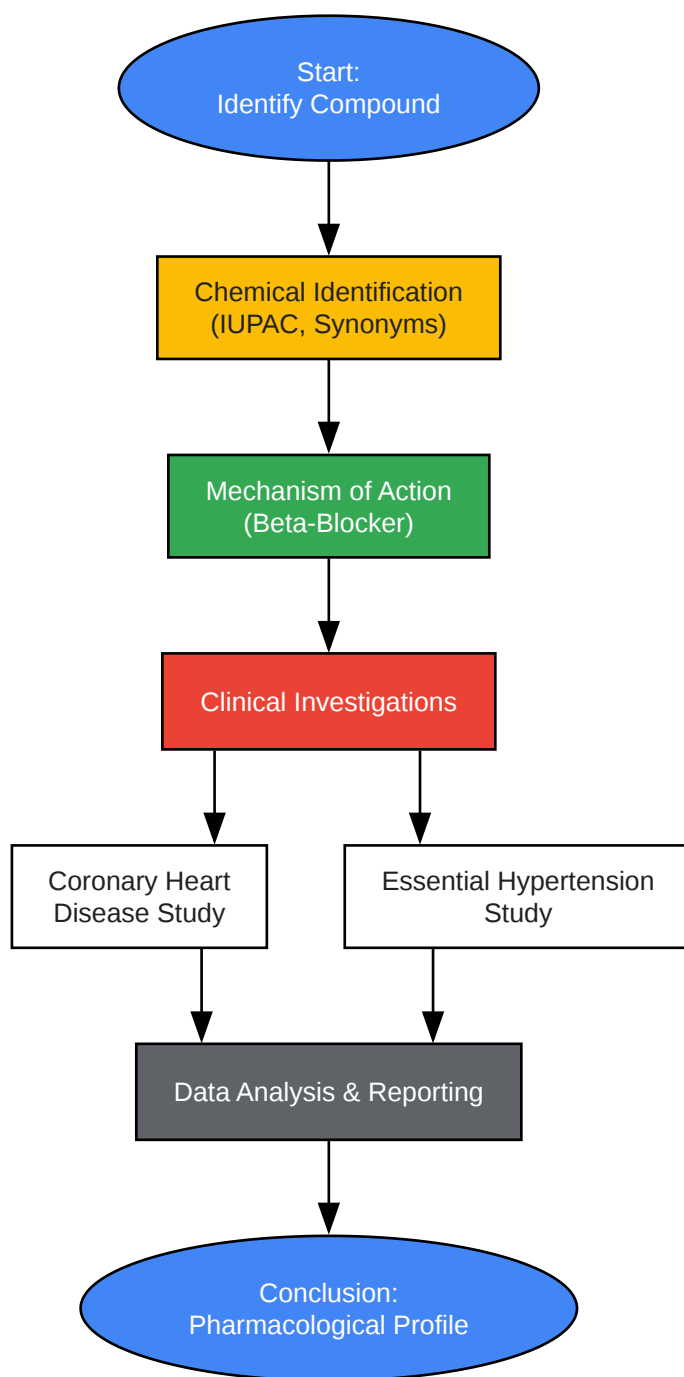 Start:
Identify Compound
Chemical Identification
(IUPAC, Synonyms)
Mechanism of Action
(Beta-Blocker)
Clinical Investigations
Coronary Heart
Disease Study
Essential Hypertension
Study
Data Analysis & Reporting
Conclusion:
Pharmacological Profile